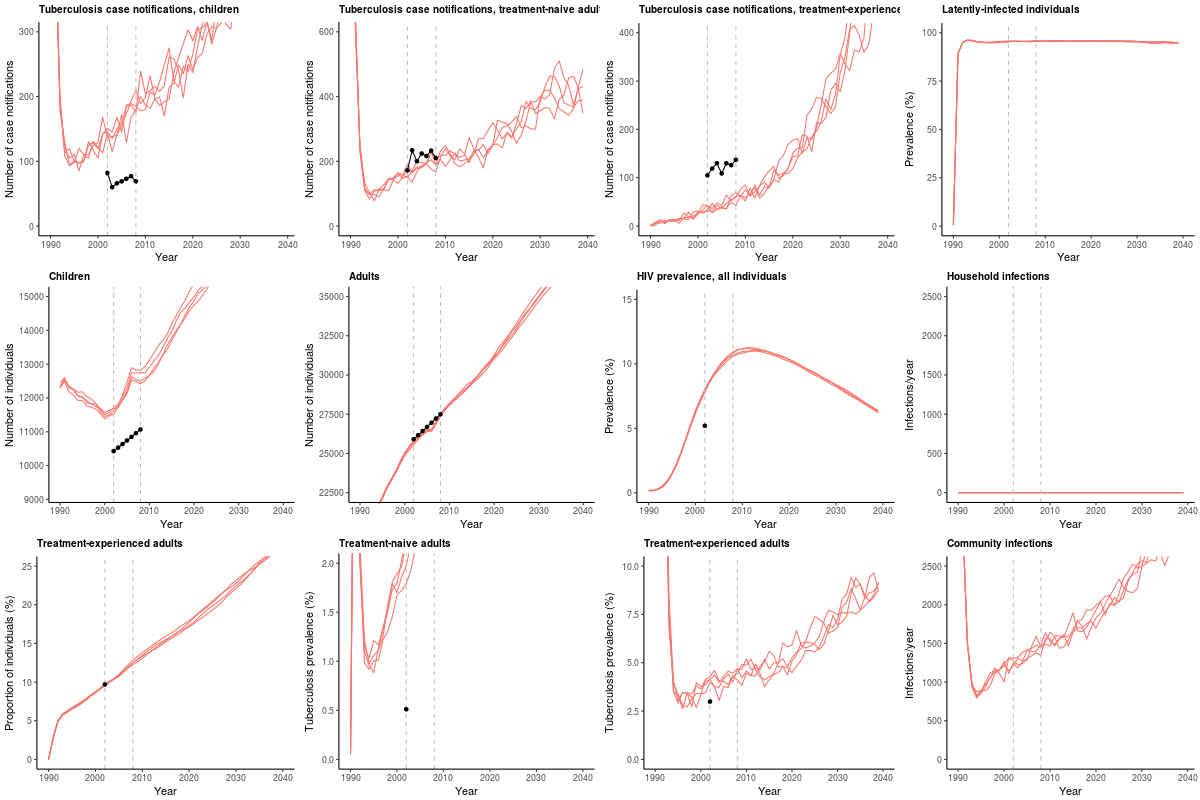 Tuberculosis case notifications, children
Number of case notifications
300
200
100
0
1990 2000 2010 2020 2030 2040
Year
Tuberculosis case notifications, treatment-naive adul
Number of case notifications
600
400
200
0
1990 2000 2010 2020 2030 2040
Year
Tuberculosis case notifications, treatment-experience
Number of case notifications
400
300
200
100
0
1990 2000 2010 2020 2030 2040
Year
Latently-infected individuals
Prevalence (%)
100
75
50
25
0
1990 2000 2010 2020 2030 2040
Year
Children
Number of individuals
15000
14000
13000
12000
11000
10000
9000
1990 2000 2010 2020 2030 2040
Year
Adults
Number of individuals
35000
32500
30000
27500
25000
22500
1990 2000 2010 2020 2030 2040
Year
HIV prevalence, all individuals
Prevalence (%)
15
10
5
0
1990 2000 2010 2020 2030 2040
Year
Household infections
Infections/year
2500
2000
1500
1000
500
0
1990 2000 2010 2020 2030 2040
Year
Treatment-experienced adults
Proportion of individuals (%)
25
20
15
10
5
0
1990 2000 2010 2020 2030 2040
Year
Treatment-naive adults
Tuberculosis prevalence (%)
2.0
1.5
1.0
0.5
0.0
1990 2000 2010 2020 2030 2040
Year
Treatment-experienced adults
Tuberculosis prevalence (%)
10.0
7.5
5.0
2.5
0.0
1990 2000 2010 2020 2030 2040
Year
Community infections
Infections/year
2500
2000
1500
1000
500
0
1990 2000 2010 2020 2030 2040
Year